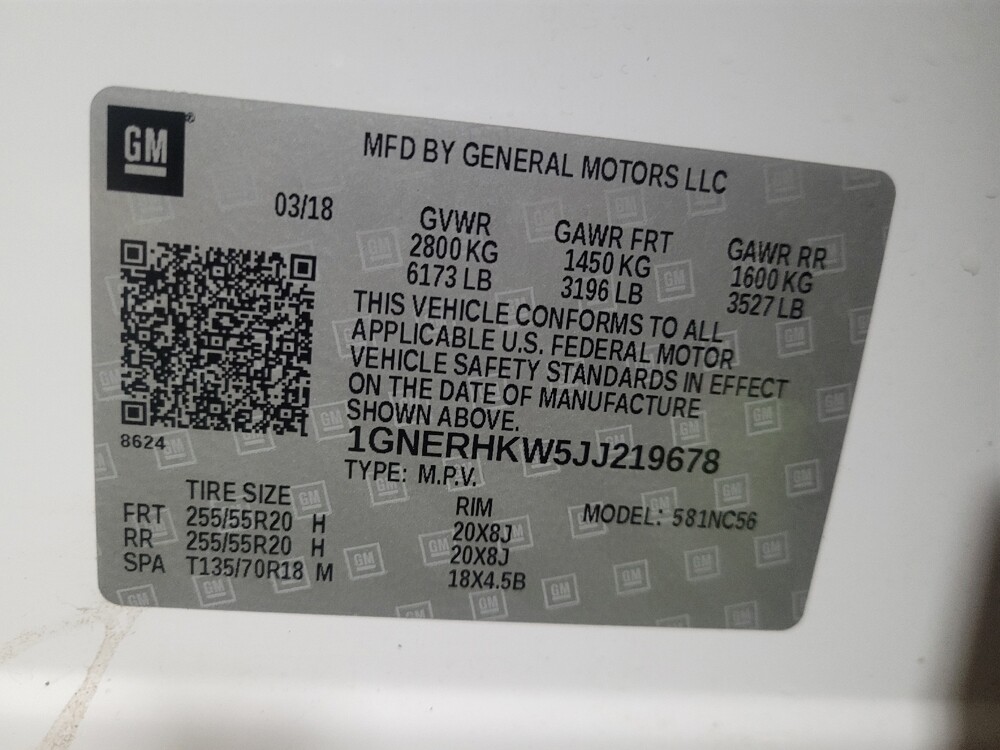 GM
MFD BY GENERAL MOTORS LLC
03/18
GVWR GAWR FRT GAWR RR
2800 KG 1450 KG 1600 KG
6173 LB 3196 LB 3527 LB
THIS VEHICLE CONFORMS TO ALL
APPLICABLE U.S. FEDERAL MOTOR
VEHICLE SAFETY STANDARDS IN EFFECT
ON THE DATE OF MANUFACTURE
SHOWN ABOVE.
8624
1GNERHKW5JJ219678
TYPE: M.P.V.
TIRE SIZE RIM MODEL: 581NC56
FRT 255/55R20 H 20X8J
RR 255/55R20 H 20X8J
SPA T135/70R18 M 18X4.5B